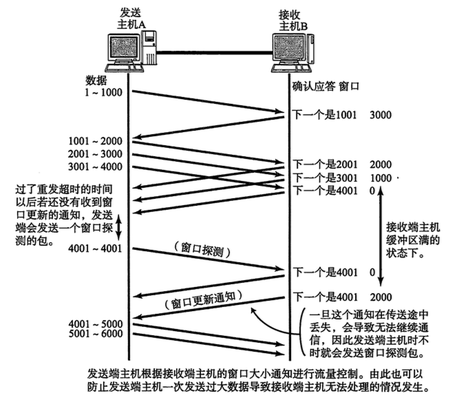 发送
主机A
接收
主机B
数据
确认应答 窗口
1～1000
下一个是1001 3000
1001～2000
2001～3000
3001～4000
下一个是2001 2000
下一个是3001 1000
下一个是4001 0
过了重发超时的时间
以后若还没有收到窗
口更新的通知，发送
端会发送一个窗口
探测的包。
接收端主机
缓冲区满的
状态下。
4001～4001
（窗口探测）
下一个是4001 0
（窗口更新通知）
下一个是4001 2000
4001～5000
5001～6000
一旦这个通知在传送途中
丢失，会导致无法继续通
信，因此发送端主机时不
时就会发送窗口探测包。
发送端主机根据接收端主机的窗口大小通知进行流量控制。由此也可以
防止发送端主机一次发送过大数据导致接收端主机无法处理的情况发生。